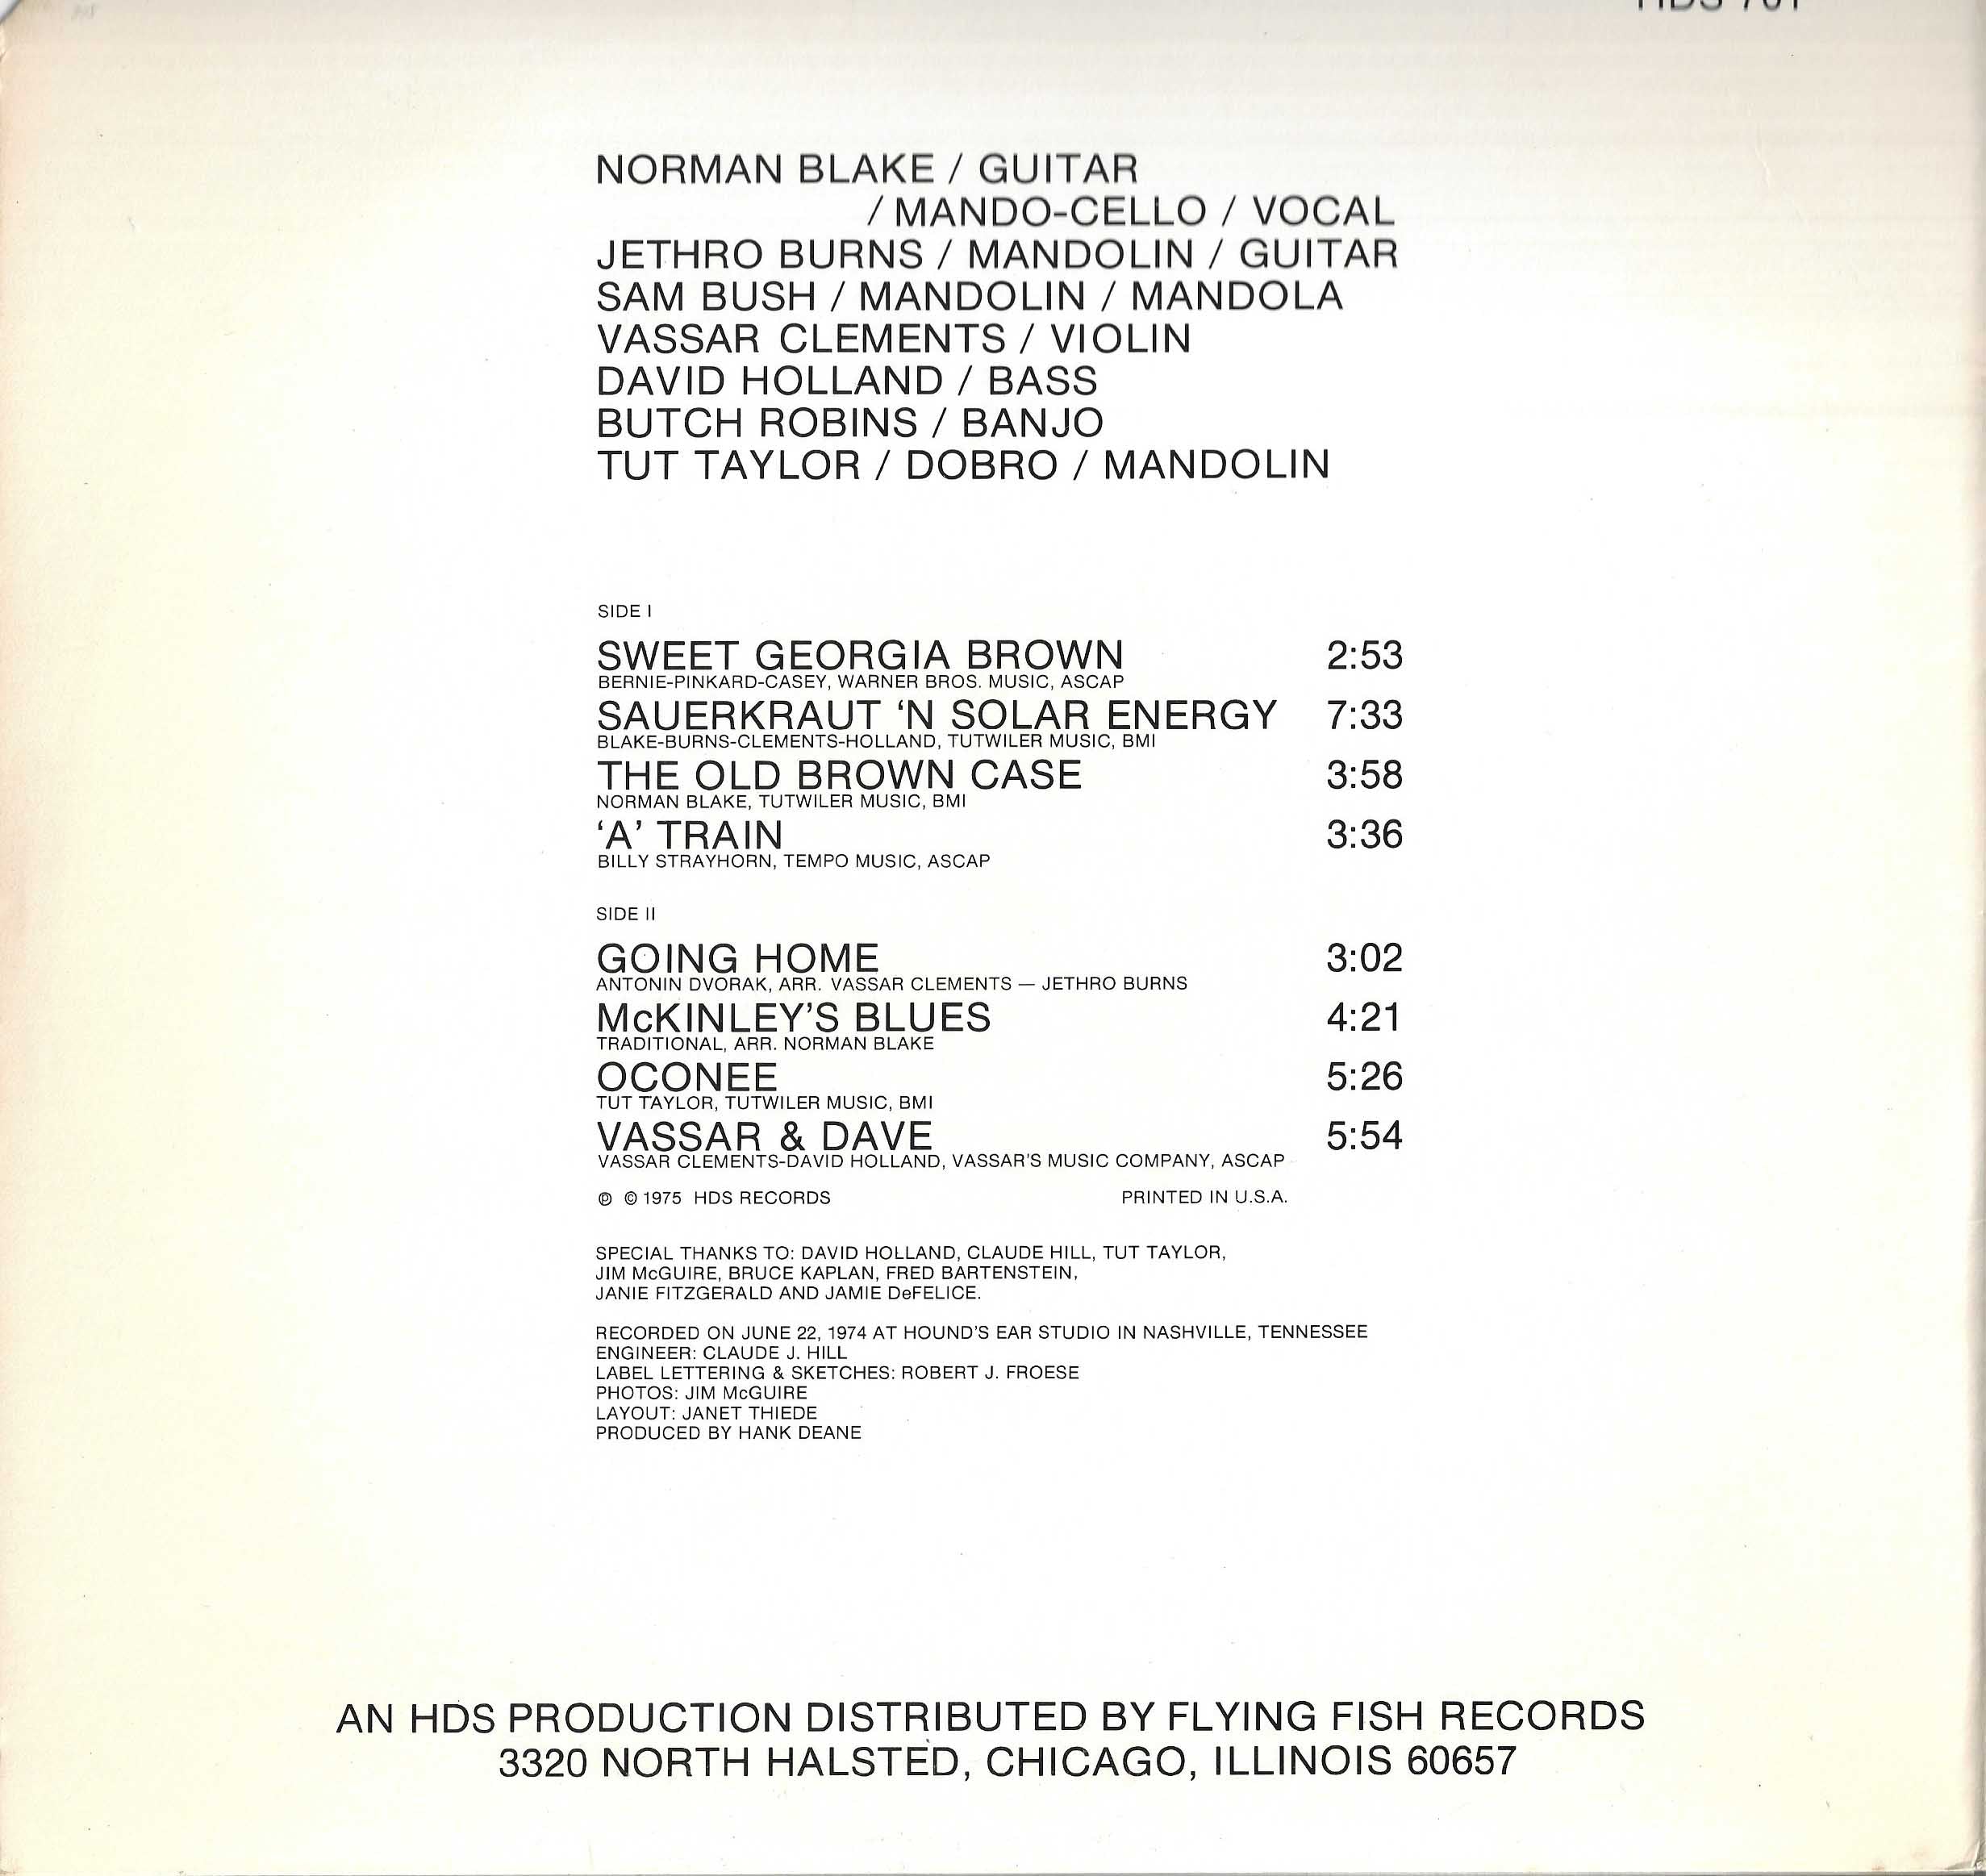 HDS 701
NORMAN BLAKE / GUITAR
/ MANDO-CELLO / VOCAL
JETHRO BURNS / MANDOLIN / GUITAR
SAM BUSH / MANDOLIN / MANDOLA
VASSAR CLEMENTS / VIOLIN
DAVID HOLLAND / BASS
BUTCH ROBINS / BANJO
TUT TAYLOR / DOBRO / MANDOLIN
SIDE I
SWEET GEORGIA BROWN 2:53
BERNIE-PINKARD-CASEY, WARNER BROS. MUSIC, ASCAP
SAUERKRAUT ‘N SOLAR ENERGY 7:33
BLAKE-BURNS-CLEMENTS-HOLLAND, TUTWILER MUSIC, BMI
THE OLD BROWN CASE 3:58
NORMAN BLAKE, TUTWILER MUSIC, BMI
‘A’ TRAIN 3:36
BILLY STRAYHORN, TEMPO MUSIC, ASCAP
SIDE II
GOING HOME 3:02
ANTONIN DVORAK, ARR. VASSAR CLEMENTS — JETHRO BURNS
McKINLEY’S BLUES 4:21
TRADITIONAL, ARR. NORMAN BLAKE
OCONEE 5:26
TUT TAYLOR, TUTWILER MUSIC, BMI
VASSAR & DAVE 5:54
VASSAR CLEMENTS-DAVID HOLLAND, VASSAR’S MUSIC COMPANY, ASCAP
℗ © 1975 HDS RECORDS PRINTED IN U.S.A.
SPECIAL THANKS TO: DAVID HOLLAND, CLAUDE HILL, TUT TAYLOR,
JIM McGUIRE, BRUCE KAPLAN, FRED BARTENSTEIN,
JANIE FITZGERALD AND JAMIE DeFELICE.
RECORDED ON JUNE 22, 1974 AT HOUND’S EAR STUDIO IN NASHVILLE, TENNESSEE
ENGINEER: CLAUDE J. HILL
LABEL LETTERING & SKETCHES: ROBERT J. FROESE
PHOTOS: JIM McGUIRE
LAYOUT: JANET THIEDE
PRODUCED BY HANK DEANE
AN HDS PRODUCTION DISTRIBUTED BY FLYING FISH RECORDS
3320 NORTH HALSTED, CHICAGO, ILLINOIS 60657